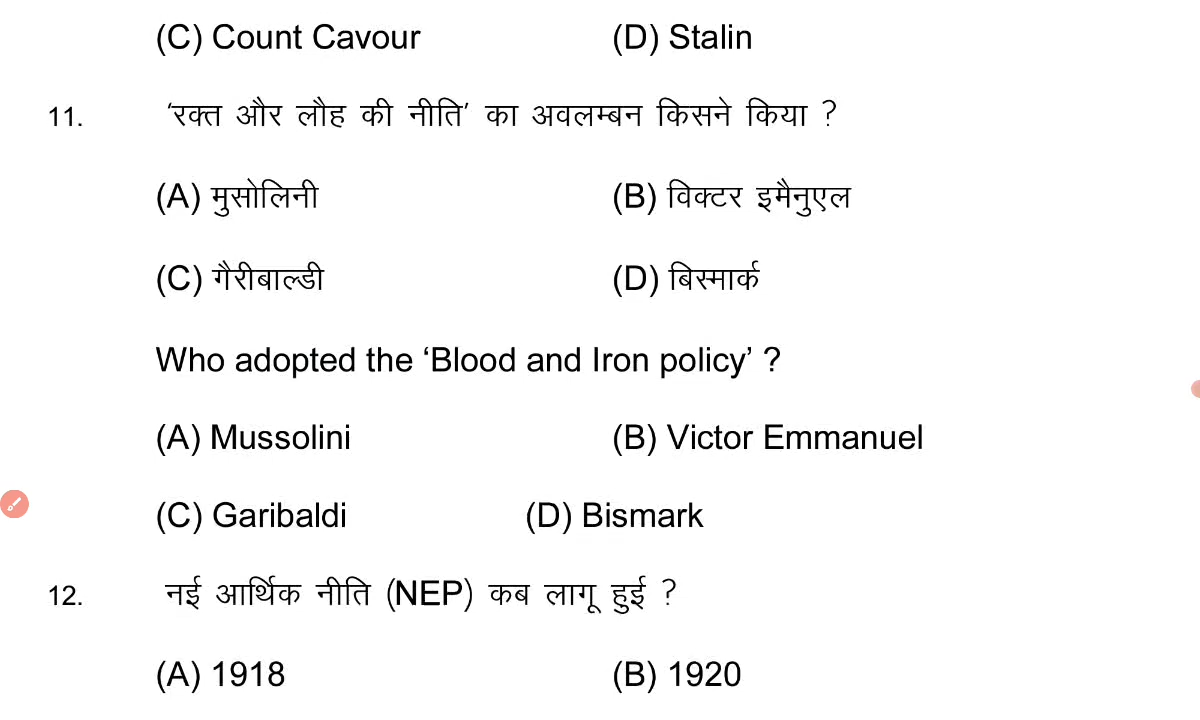 (C) Count Cavour (D) Stalin
11. ‘रक्त और लौह की नीति’ का अवलम्बन किसने किया ?
(A) मुसोलिनी (B) विक्टर इमैनुएल
(C) गैरीबाल्डी (D) बिस्मार्क
Who adopted the ‘Blood and Iron policy’ ?
(A) Mussolini (B) Victor Emmanuel
(C) Garibaldi (D) Bismark
12. नई आर्थिक नीति (NEP) कब लागू हुई ?
(A) 1918 (B) 1920